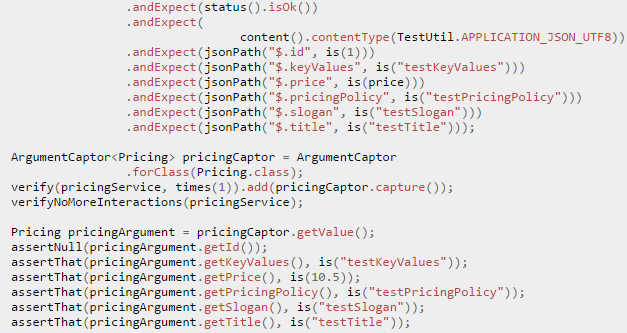 .andExpect(status().isOk())
.andExpect(
content().contentType(TestUtil.APPLICATION_JSON_UTF8))
.andExpect(jsonPath("$.id", is(1)))
.andExpect(jsonPath("$.keyValues", is("testKeyValues")))
.andExpect(jsonPath("$.price", is(price)))
.andExpect(jsonPath("$.pricingPolicy", is("testPricingPolicy")))
.andExpect(jsonPath("$.slogan", is("testSlogan")))
.andExpect(jsonPath("$.title", is("testTitle")));
ArgumentCaptor<Pricing> pricingCaptor = ArgumentCaptor
.forClass(Pricing.class);
verify(pricingService, times(1)).add(pricingCaptor.capture());
verifyNoMoreInteractions(pricingService);
Pricing pricingArgument = pricingCaptor.getValue();
assertNull(pricingArgument.getId());
assertThat(pricingArgument.getKeyValues(), is("testKeyValues"));
assertThat(pricingArgument.getPrice(), is(10.5));
assertThat(pricingArgument.getPricingPolicy(), is("testPricingPolicy"));
assertThat(pricingArgument.getSlogan(), is("testSlogan"));
assertThat(pricingArgument.getTitle(), is("testTitle"));